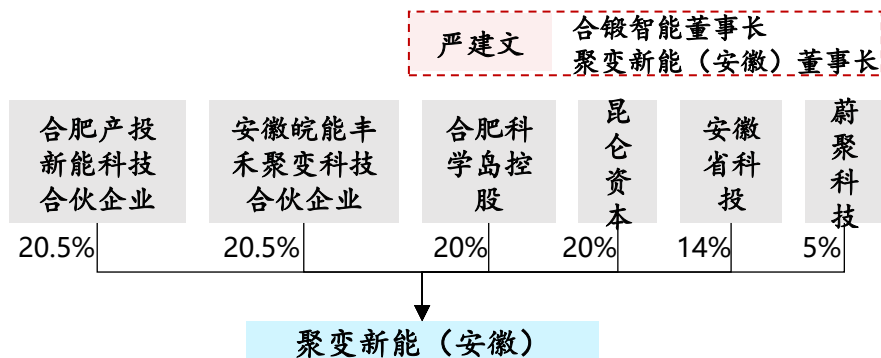 严建文
合锻智能董事长
聚变新能（安徽）董事长
合肥产投
新能科技
合伙企业
安徽皖能丰
禾聚变科技
合伙企业
合肥科
学岛控
股
昆
仑
资
本
安徽
省科
投
蔚
聚
科
技
20.5%
20.5%
20%
20%
14%
5%
聚变新能（安徽）